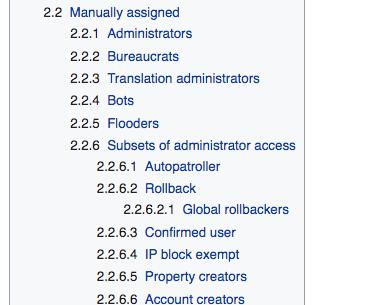 2.2 Manually assigned
2.2.1 Administrators
2.2.2 Bureaucrats
2.2.3 Translation administrators
2.2.4 Bots
2.2.5 Flooders
2.2.6 Subsets of administrator access
2.2.6.1 Autopatroller
2.2.6.2 Rollback
2.2.6.2.1 Global rollbackers
2.2.6.3 Confirmed user
2.2.6.4 IP block exempt
2.2.6.5 Property creators
2.2.6.6 Account creators